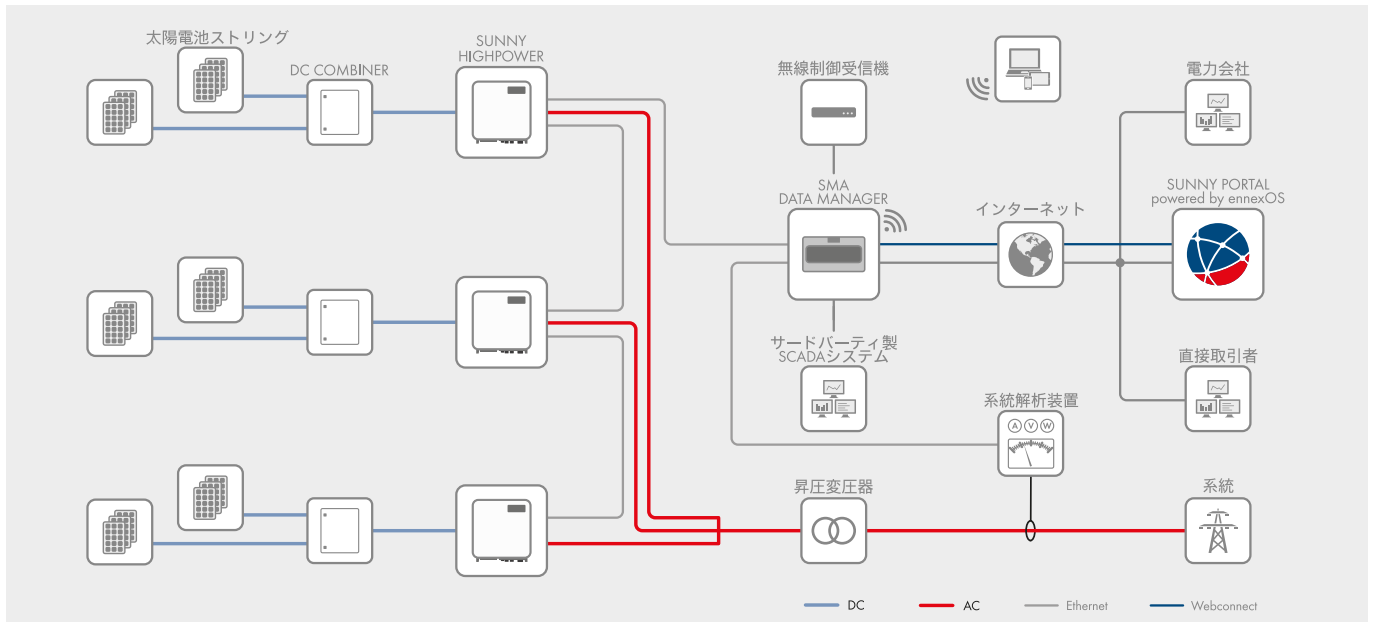 太陽電池ストリング
DC COMBINER
SUNNY
HIGHPOWER
無線制御受信機
電力会社
SMA
DATA MANAGER
インターネット
SUNNY PORTAL
powered by ennexOS
サードパーティ製
SCADAシステム
直接取引者
系統解析装置
A V W
昇圧変圧器
系統
DC
AC
Ethernet
Webconnect